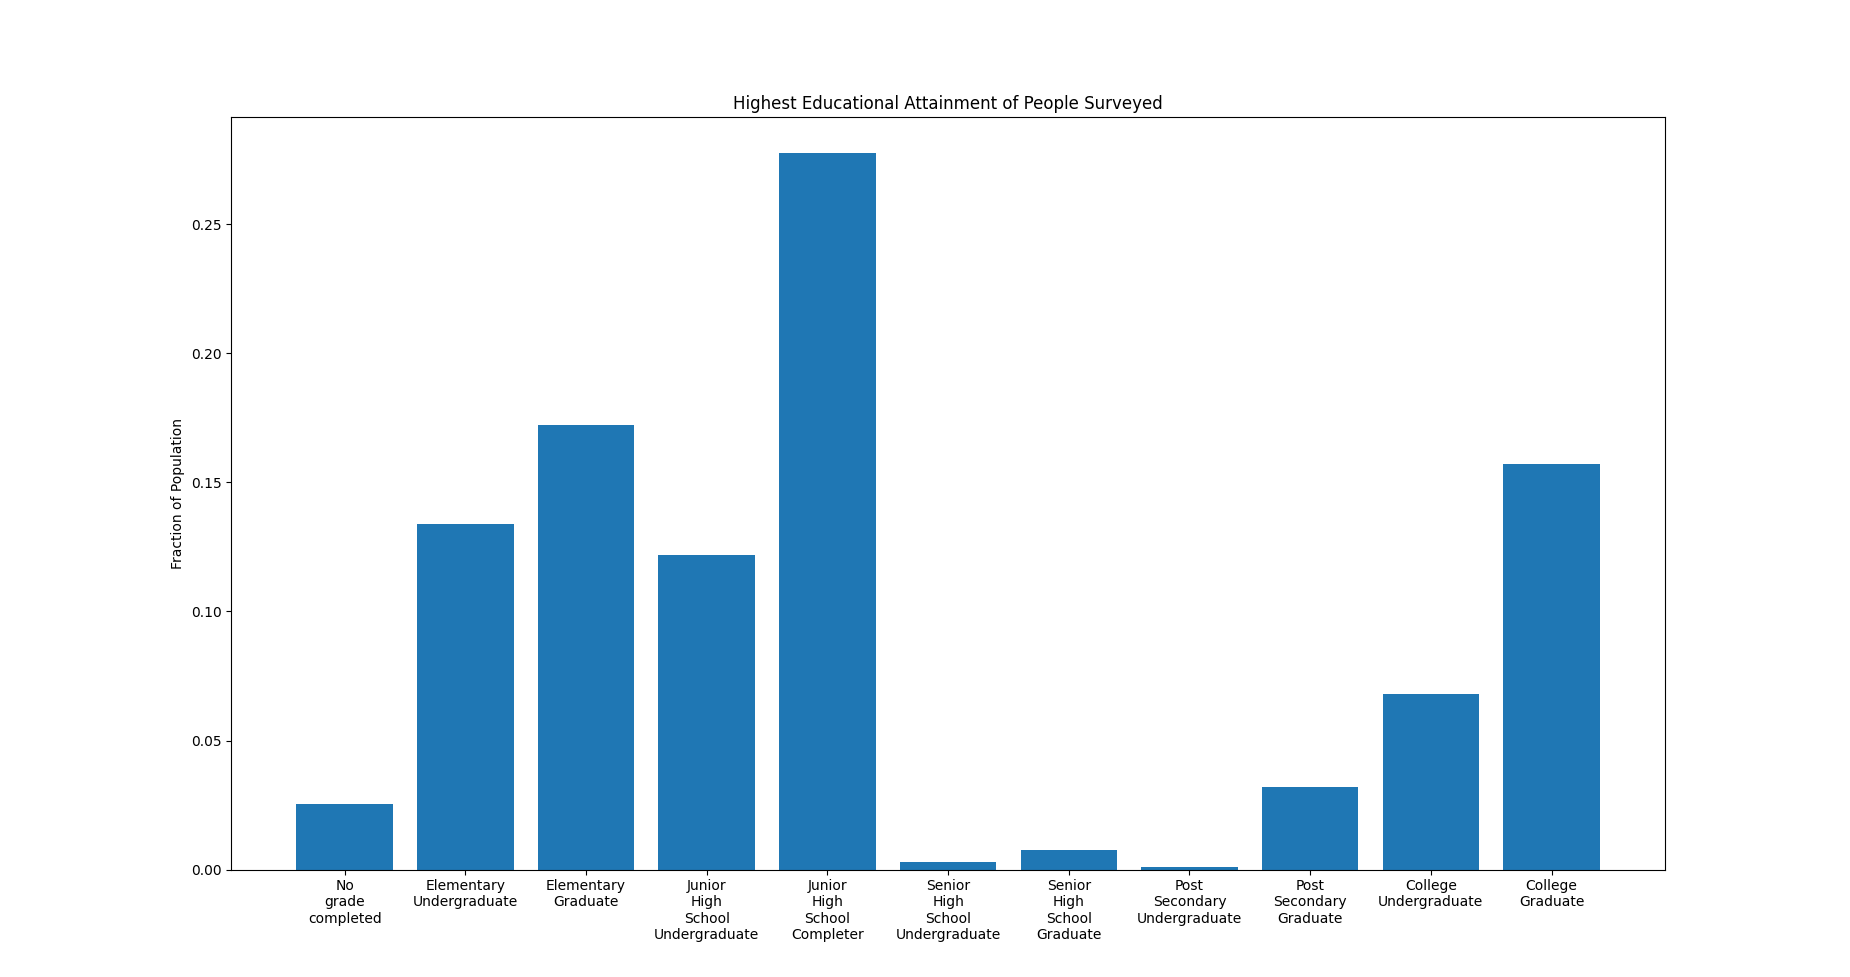 Highest Educational Attainment of People Surveyed
Fraction of Population
0.25
0.20
0.15
0.10
0.05
0.00
No
grade
completed
Elementary
Undergraduate
Elementary
Graduate
Junior
High
School
Undergraduate
Junior
High
School
Completer
Senior
High
School
Undergraduate
Senior
High
School
Graduate
Post
Secondary
Undergraduate
Post
Secondary
Graduate
College
Undergraduate
College
Graduate